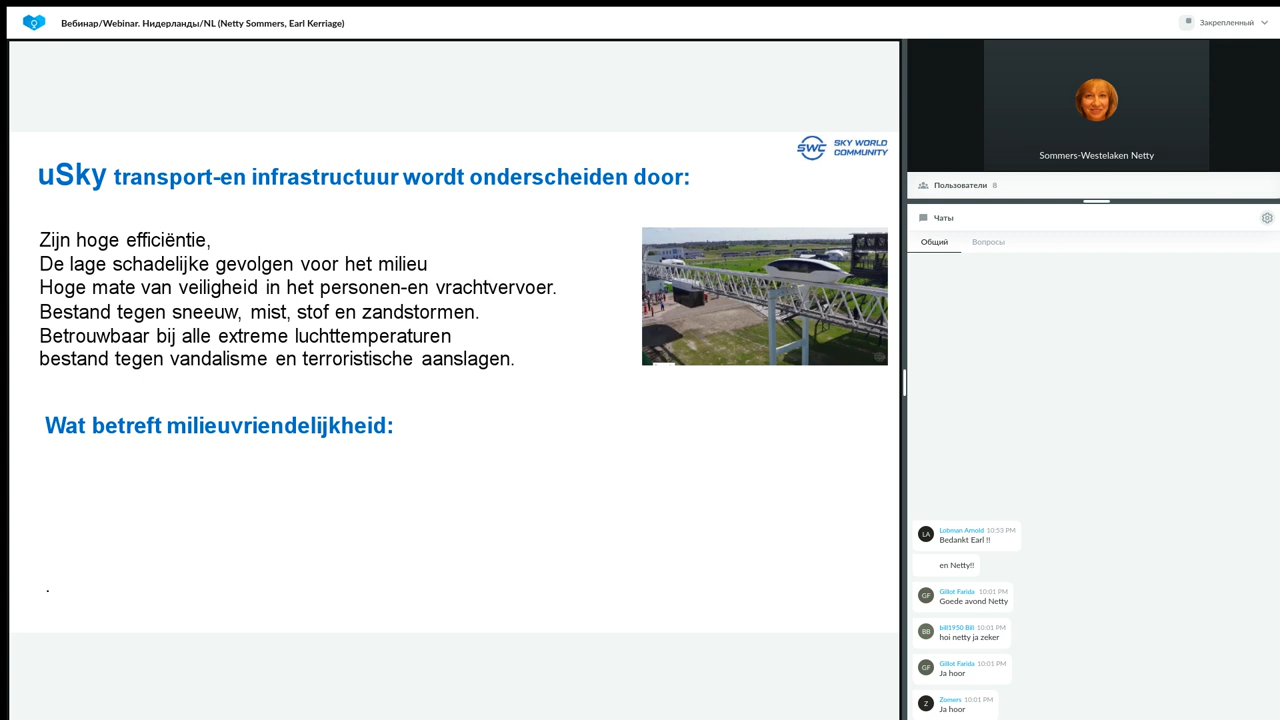 Вебинар/Webinar. Нидерланды/NL (Netty Sommers, Earl Kerriage)
Закрепленный
SWC SKY WORLD
COMMUNITY
uSky transport-en infrastructuur wordt onderscheiden door:
Zijn hoge efficiëntie,
De lage schadelijke gevolgen voor het milieu
Hoge mate van veiligheid in het personen-en vrachtvervoer.
Bestand tegen sneeuw, mist, stof en zandstormen.
Betrouwbaar bij alle extreme luchttemperaturen
bestand tegen vandalisme en terroristische aanslagen.
Wat betreft milieuvriendelijkheid:
.
Sommers-Westelaken Netty
Пользователи 8
Чаты
Общий Вопросы
LA Lobman Arnold 10:53 PM
Bedankt Earl !!
en Netty!!
GF Gillot Farida 10:01 PM
Goede avond Netty
BB bill1950 Bill 10:01 PM
hoi netty ja zeker
GF Gillot Farida 10:01 PM
Ja hoor
Z Zomers 10:01 PM
Ja hoor